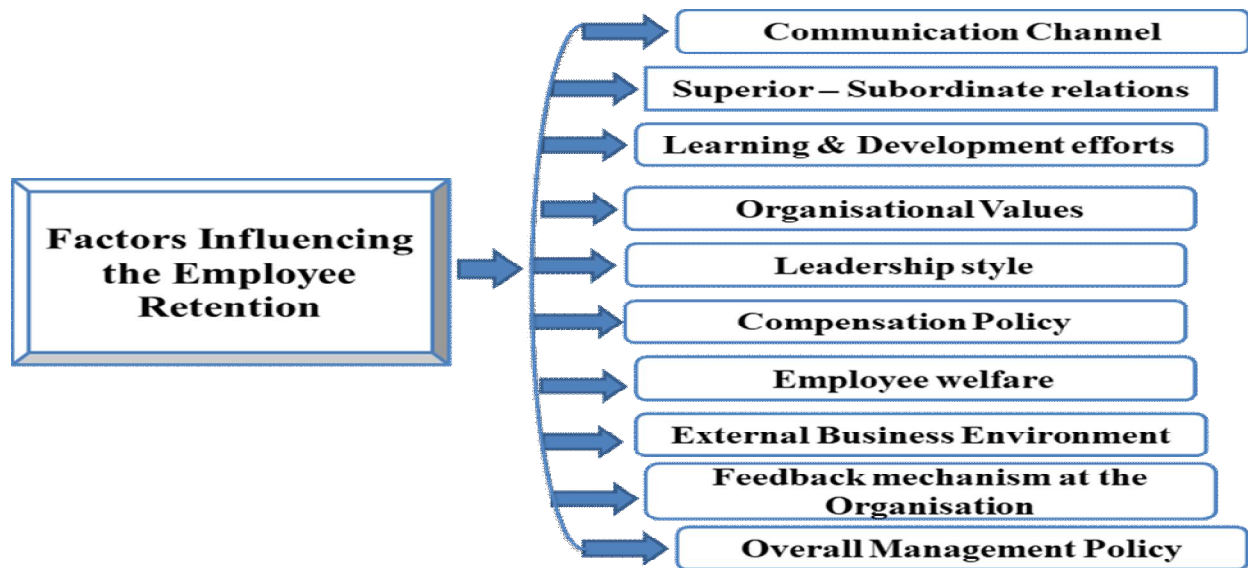 Factors Influencing
the Employee
Retention
Communication Channel
Superior – Subordinate relations
Learning & Development efforts
Organisational Values
Leadership style
Compensation Policy
Employee welfare
External Business Environment
Feedback mechanism at the
Organisation
Overall Management Policy